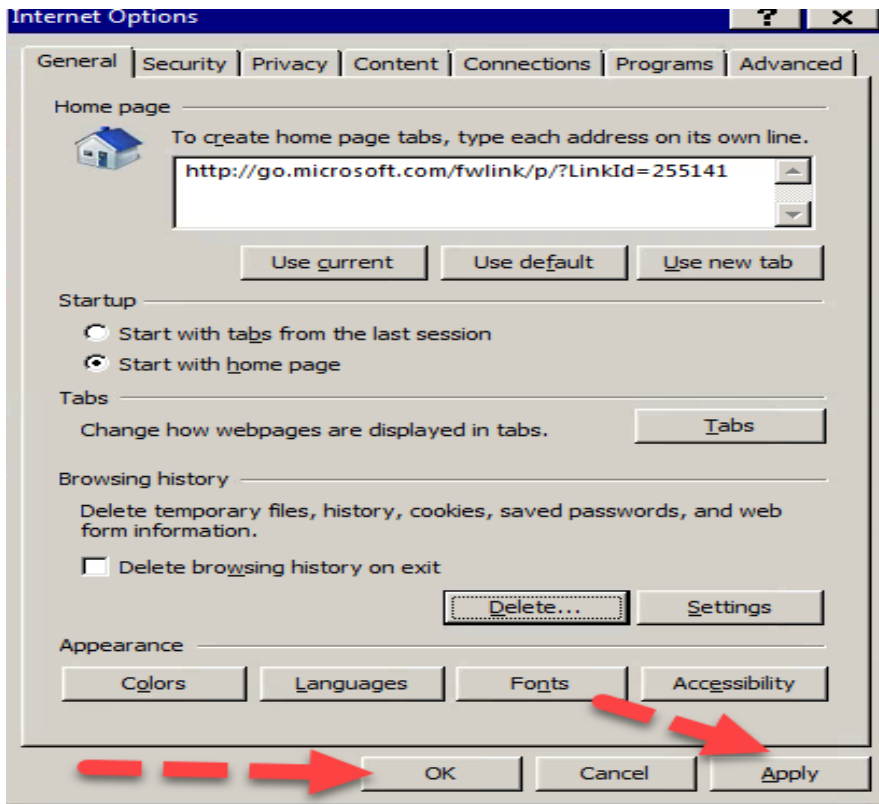 Internet Options
? X
General Security Privacy Content Connections Programs Advanced
Home page
To create home page tabs, type each address on its own line.
http://go.microsoft.com/fwlink/p/?LinkId=255141
Use current Use default Use new tab
Startup
Start with tabs from the last session
Start with home page
Tabs
Change how webpages are displayed in tabs. Tabs
Browsing history
Delete temporary files, history, cookies, saved passwords, and web
form information.
Delete browsing history on exit
Delete... Settings
Appearance
Colors Languages Fonts Accessibility
OK Cancel Apply